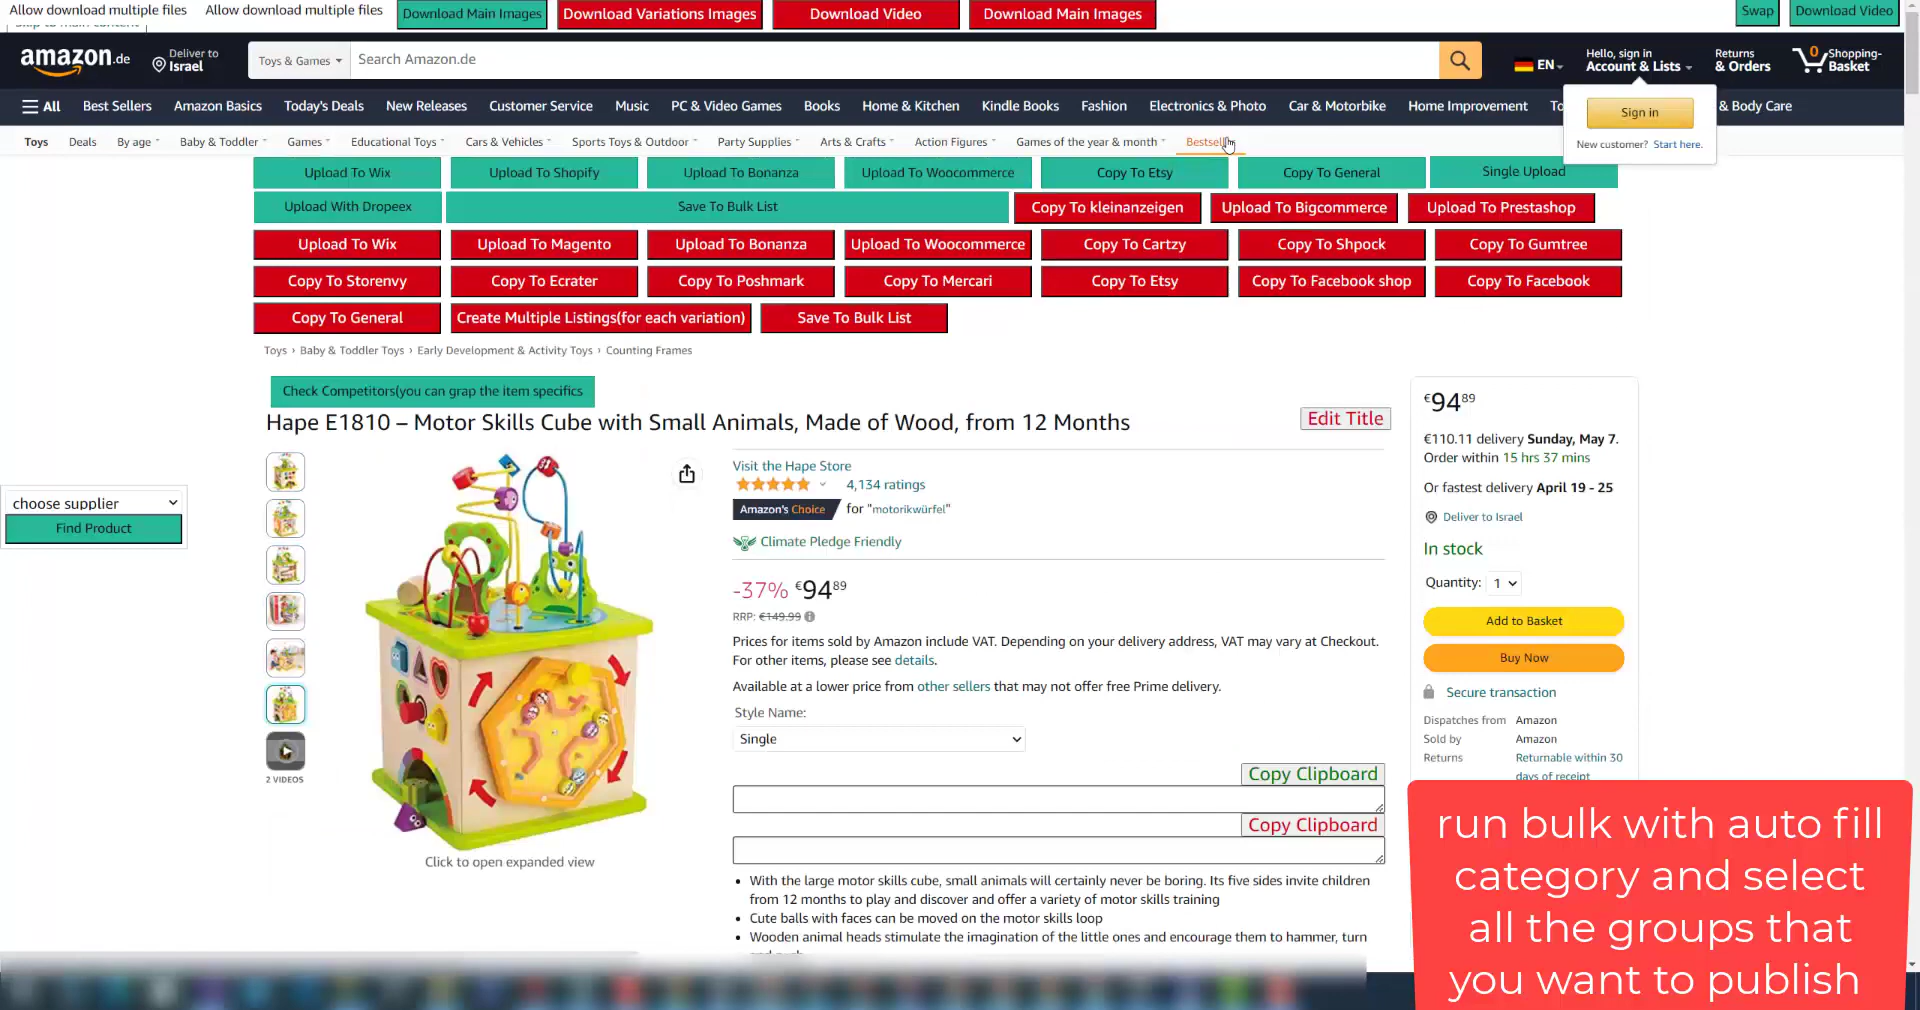 Allow download multiple files
Allow download multiple files
Download Main Images
Download Variations Images
Download Video
Download Main Images
Swap
Download Video
amazon.de
Deliver to
Israel
Toys & Games
Search Amazon.de
EN
Hello, sign in
Account & Lists
Returns
& Orders
0
Shopping-
Basket
All
Best Sellers
Amazon Basics
Today's Deals
New Releases
Customer Service
Music
PC & Video Games
Books
Home & Kitchen
Kindle Books
Fashion
Electronics & Photo
Car & Motorbike
Home Improvement
To
& Body Care
Sign in
New customer? Start here.
Toys
Deals
By age
Baby & Toddler
Games
Educational Toys
Cars & Vehicles
Sports Toys & Outdoor
Party Supplies
Arts & Crafts
Action Figures
Games of the year & month
Upload To Wix
Upload To Shopify
Upload To Bonanza
Upload To Woocommerce
Copy To Etsy
Copy To General
Single Upload
Upload With Dropeex
Save To Bulk List
Copy To kleinanzeigen
Upload To Bigcommerce
Upload To Prestashop
Upload To Wix
Upload To Magento
Upload To Bonanza
Upload To Woocommerce
Copy To Cartzy
Copy To Shpock
Copy To Gumtree
Copy To Storenvy
Copy To Ecrater
Copy To Poshmark
Copy To Mercari
Copy To Etsy
Copy To Facebook shop
Copy To Facebook
Copy To General
Create Multiple Listings(for each variation)
Save To Bulk List
Toys › Baby & Toddler Toys › Early Development & Activity Toys › Counting Frames
Check Competitors(you can grap the item specifics
Hape E1810 – Motor Skills Cube with Small Animals, Made of Wood, from 12 Months
Edit Title
choose supplier
Find Product
2 VIDEOS
Click to open expanded view
Visit the Hape Store
4,134 ratings
Amazon's Choice for "motorikwürfel"
Climate Pledge Friendly
-37% €94 89
RRP: €149.99
Prices for items sold by Amazon include VAT. Depending on your delivery address, VAT may vary at Checkout.
For other items, please see details.
Available at a lower price from other sellers that may not offer free Prime delivery.
Style Name:
Single
Copy Clipboard
Copy Clipboard
• With the large motor skills cube, small animals will certainly never be boring. Its five sides invite children
from 12 months to play and discover and offer a variety of motor skills training
• Cute balls with faces can be moved on the motor skills loop
• Wooden animal heads stimulate the imagination of the little ones and encourage them to hammer, turn
€94 89
€110.11 delivery Sunday, May 7.
Order within 15 hrs 37 mins
Or fastest delivery April 19 - 25
Deliver to Israel
In stock
Quantity: 1
Add to Basket
Buy Now
Secure transaction
Dispatches from Amazon
Sold by Amazon
Returns Returnable within 30
days of receipt
run bulk with auto fill
category and select
all the groups that
you want to publish